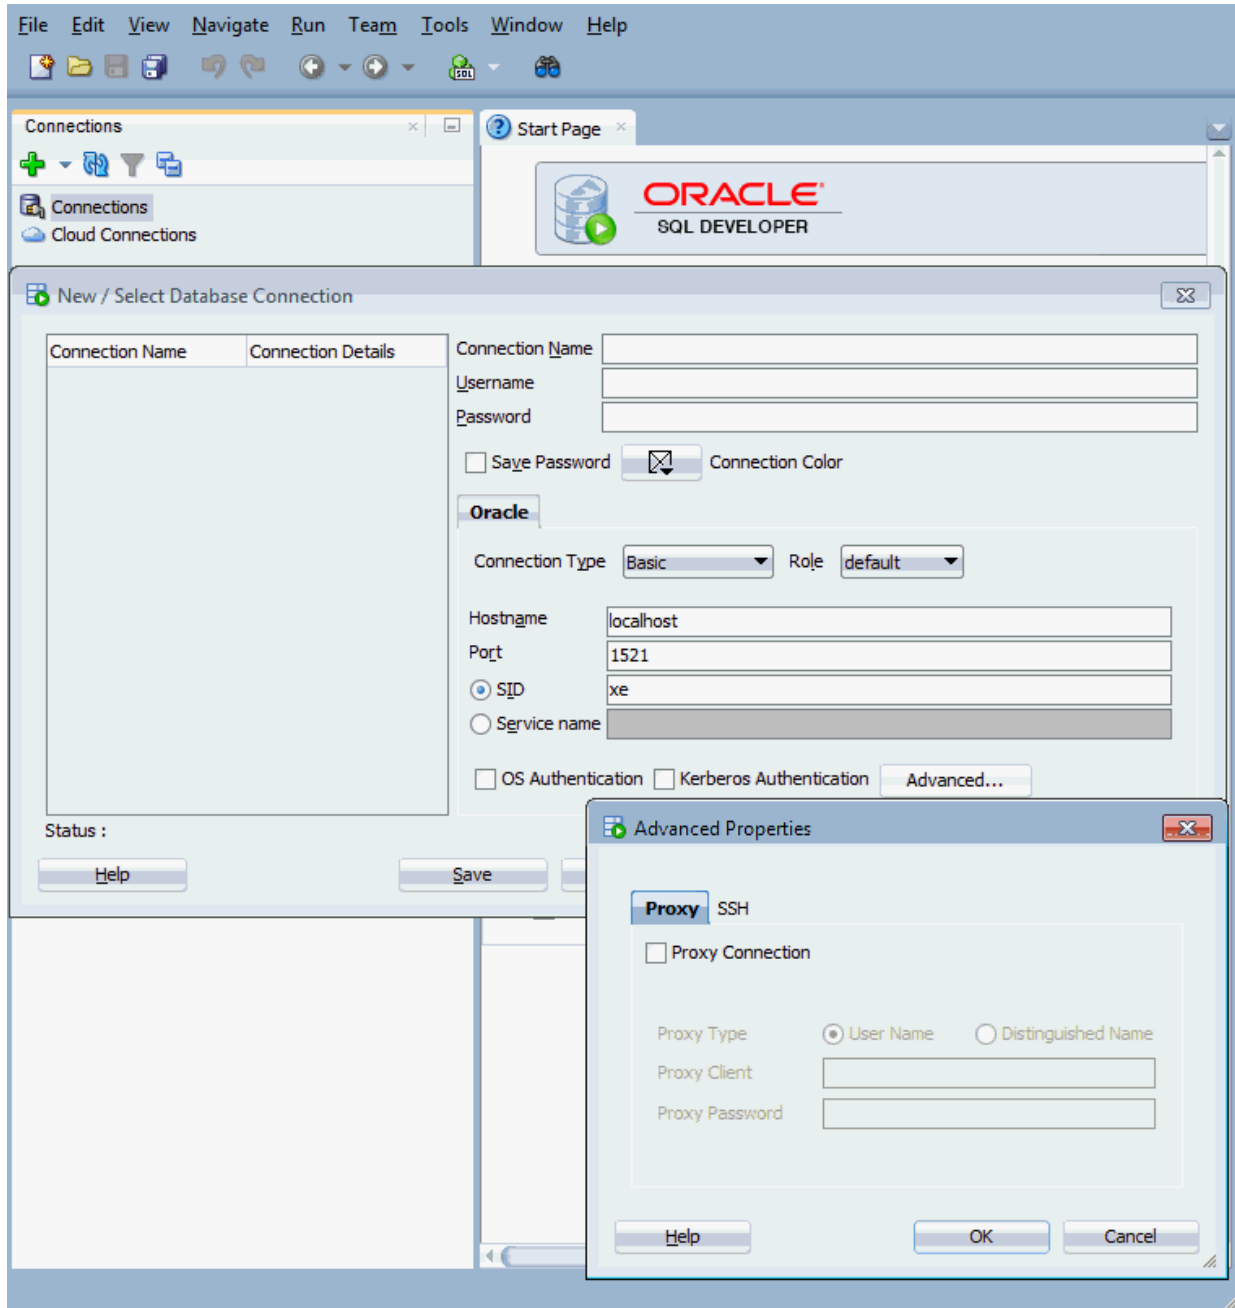 File Edit View Navigate Run Team Tools Window Help
SQL
Connections
Start Page
Connections
Cloud Connections
ORACLE
SQL DEVELOPER
New / Select Database Connection
Connection Name Connection Details
Connection Name
Username
Password
Save Password Connection Color
Oracle
Connection Type Basic Role default
Hostname localhost
Port 1521
SID xe
Service name
OS Authentication Kerberos Authentication Advanced...
Status :
Help Save
Advanced Properties
Proxy SSH
Proxy Connection
Proxy Type User Name Distinguished Name
Proxy Client
Proxy Password
Help OK Cancel